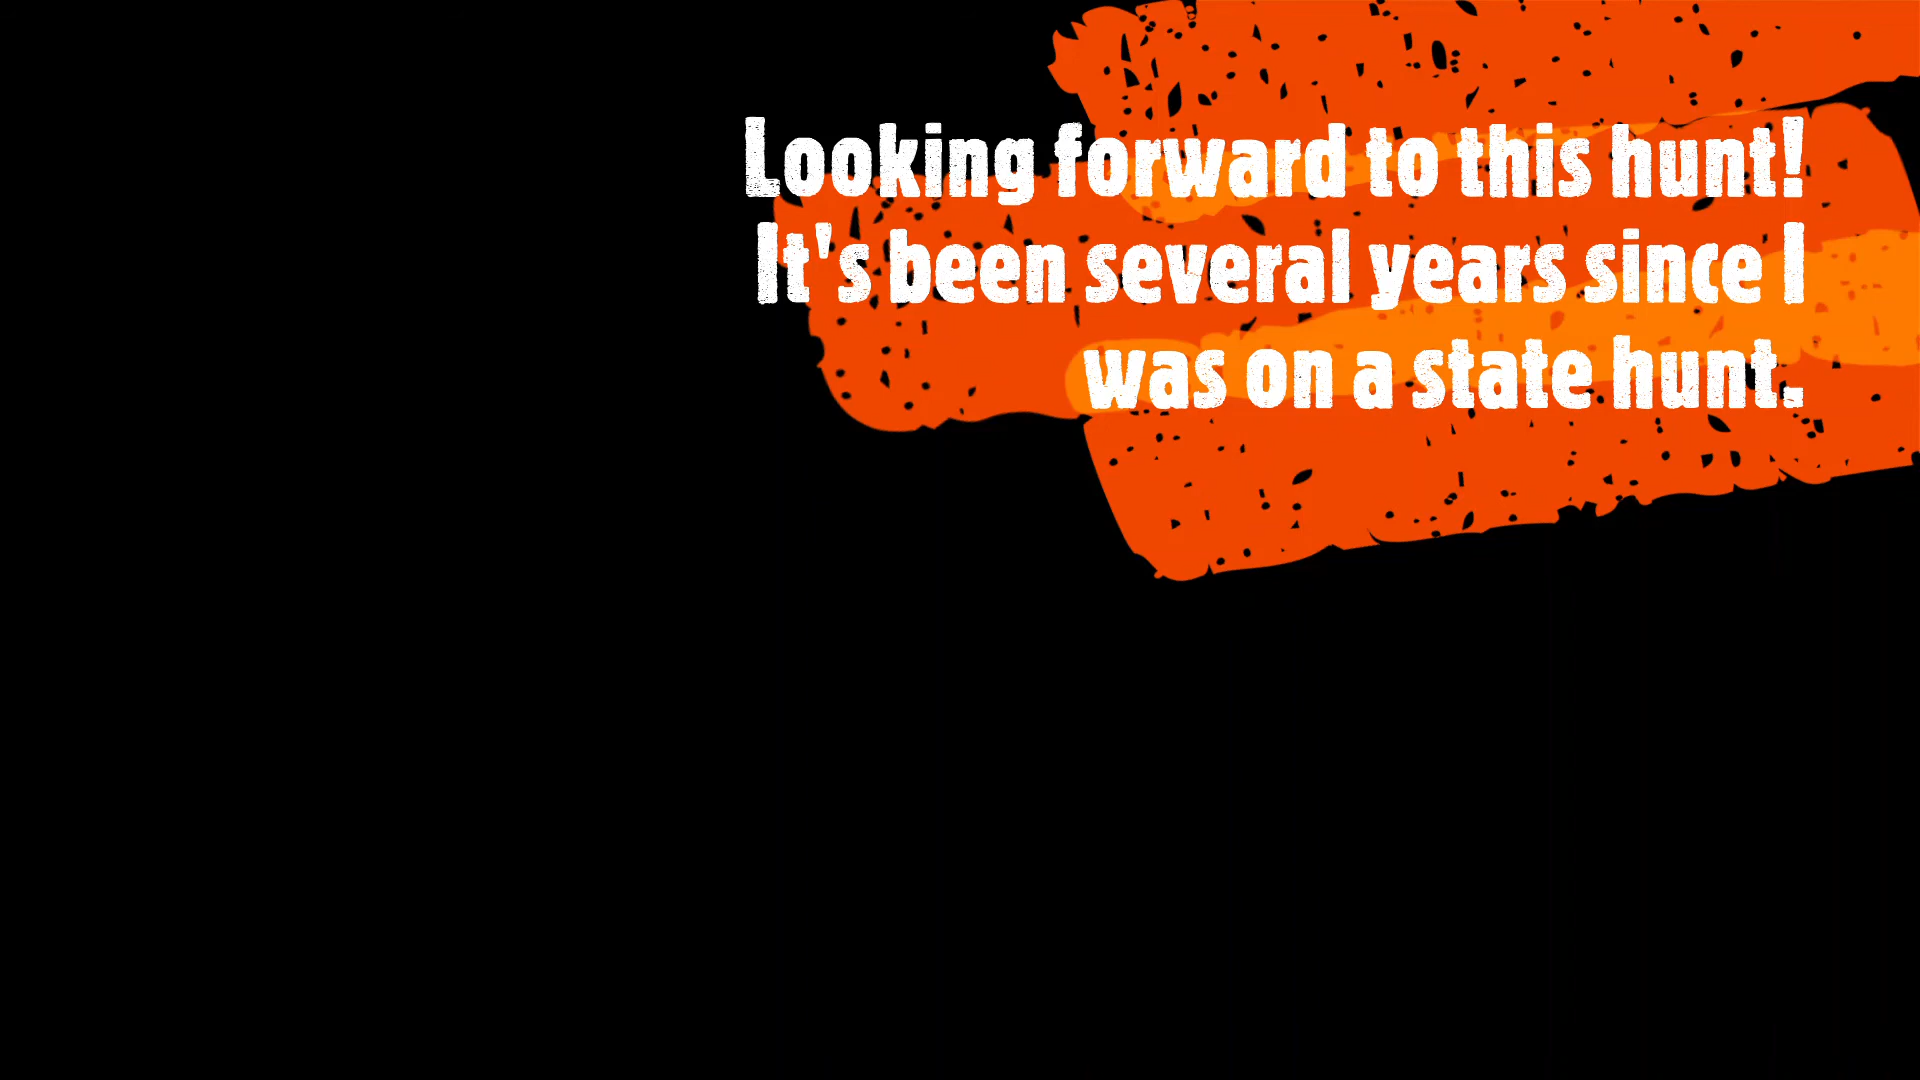 Looking forward to this hunt!
It's been several years since I
was on a state hunt.